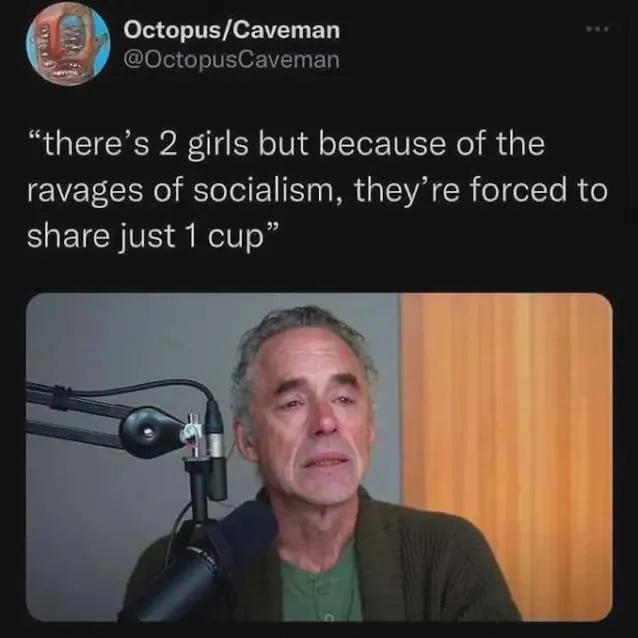 Octopus/Caveman
@OctopusCaveman
“there’s 2 girls but because of the
ravages of socialism, they’re forced to
share just 1 cup”